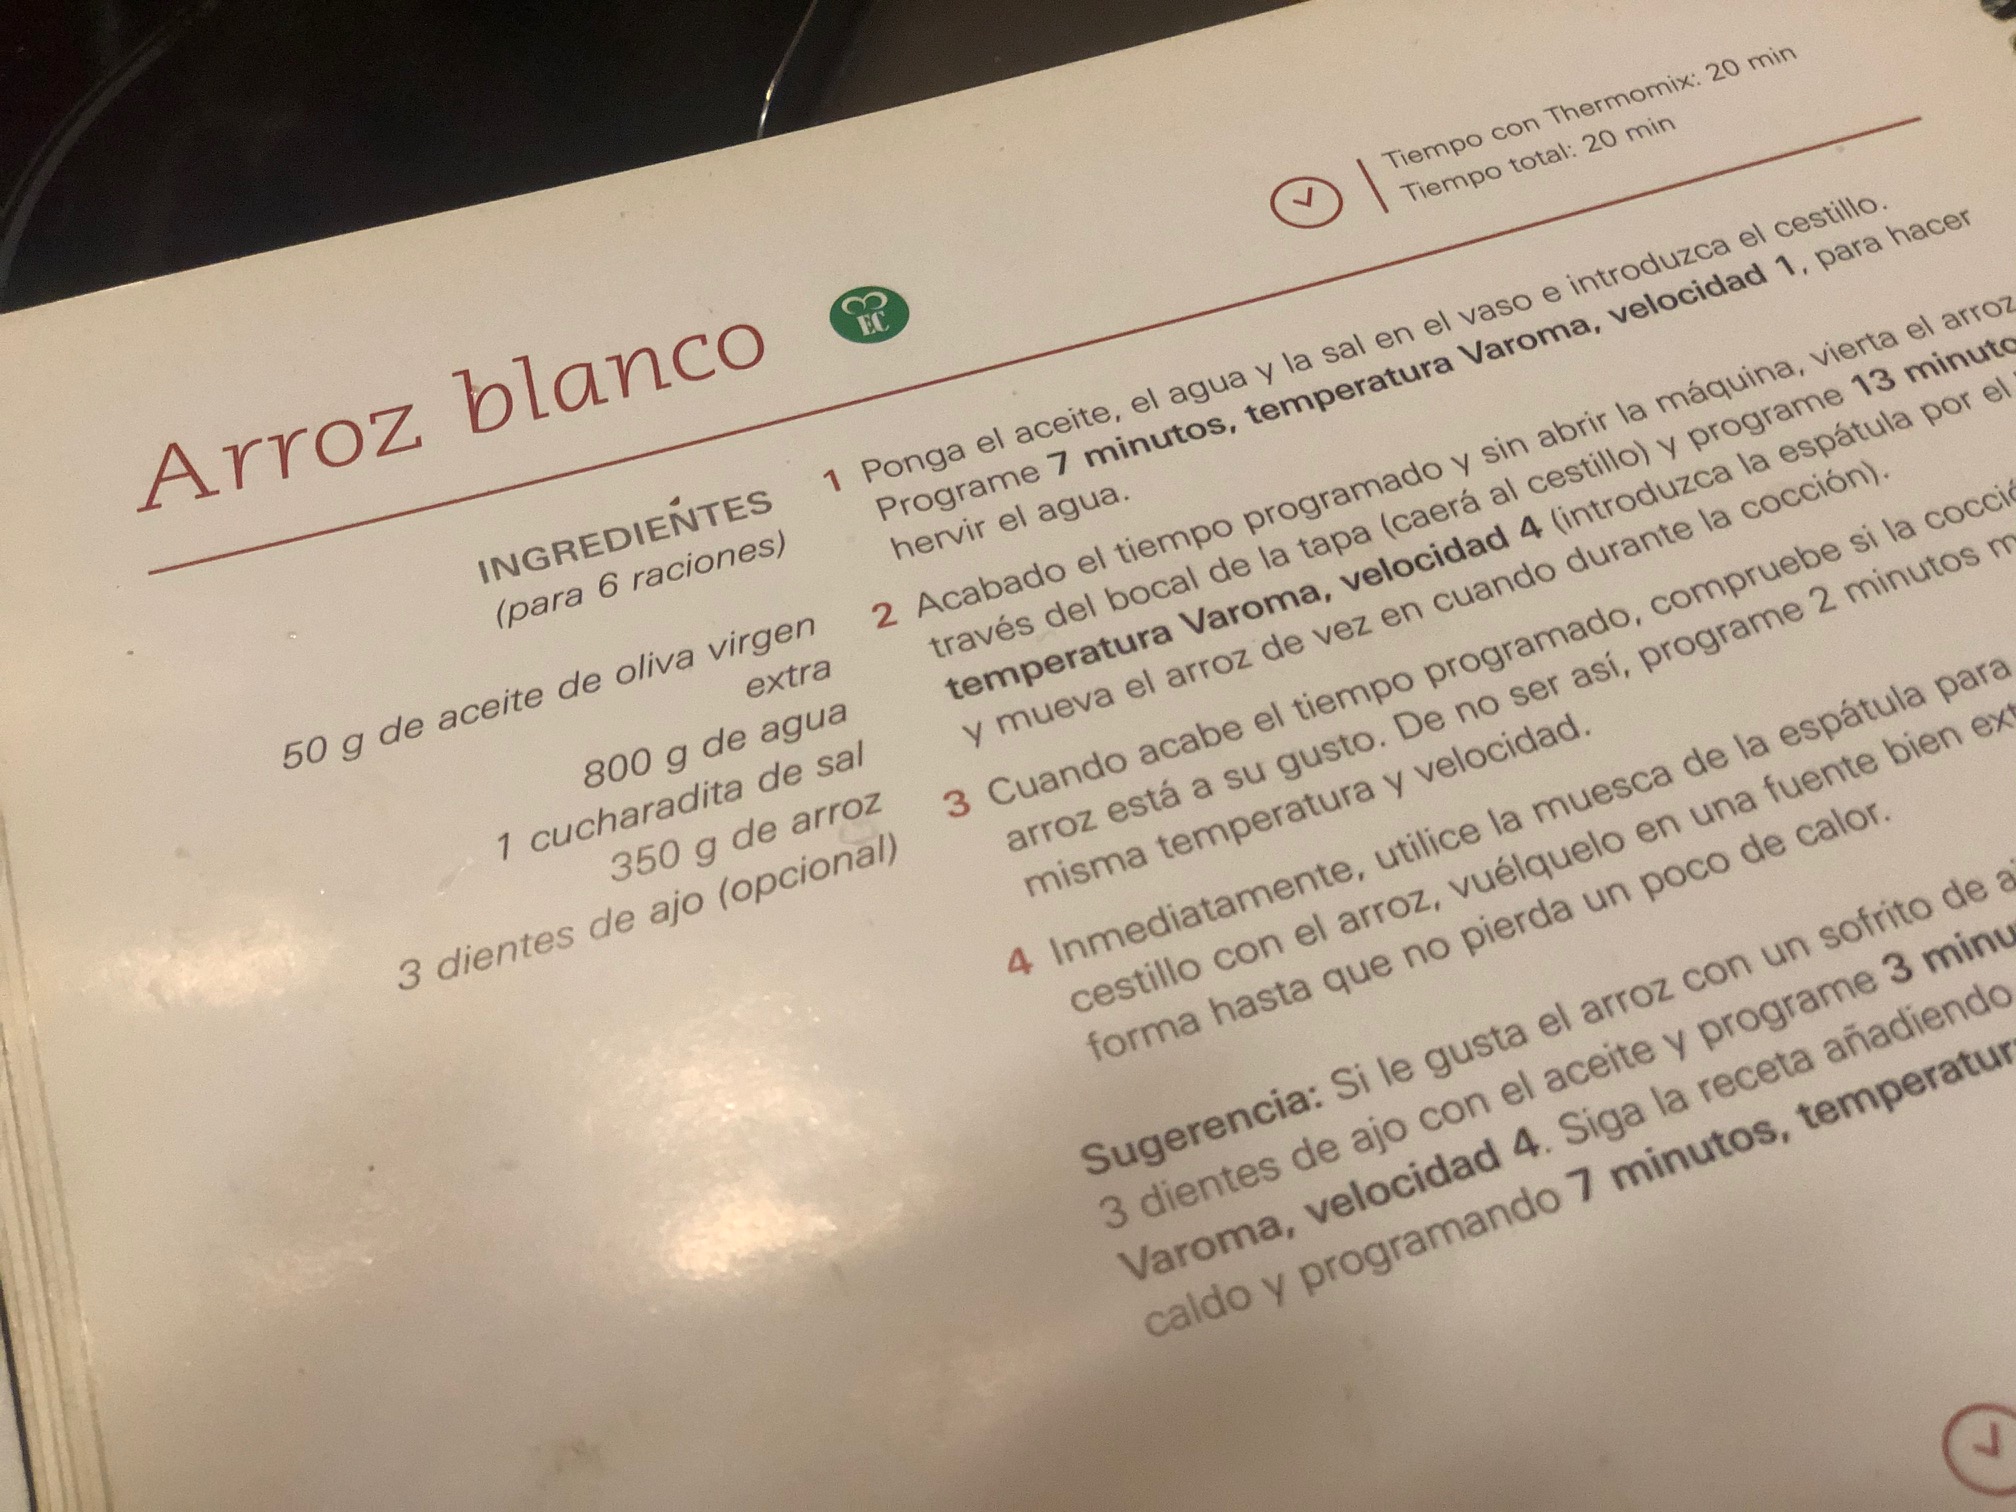 Tiempo con Thermomix: 20 min
Tiempo total: 20 min
Arroz blanco
EC
INGREDIENTES
(para 6 raciones)
50 g de aceite de oliva virgen
extra
800 g de agua
1 cucharadita de sal
350 g de arroz
3 dientes de ajo (opcional)
1 Ponga el aceite, el agua y la sal en el vaso e introduzca el cestillo.
Programe 7 minutos, temperatura Varoma, velocidad 1, para hacer
hervir el agua.
2 Acabado el tiempo programado y sin abrir la máquina, vierta el arroz
través del bocal de la tapa (caerá al cestillo) y programe 13 minuto
temperatura Varoma, velocidad 4 (introduzca la espátula por el
y mueva el arroz de vez en cuando durante la cocción).
3 Cuando acabe el tiempo programado, compruebe si la cocció
arroz está a su gusto. De no ser así, programe 2 minutos m
misma temperatura y velocidad.
4 Inmediatamente, utilice la muesca de la espátula para
cestillo con el arroz, vuélquelo en una fuente bien ext
forma hasta que no pierda un poco de calor.
Sugerencia: Si le gusta el arroz con un sofrito de a
3 dientes de ajo con el aceite y programe 3 minu
Varoma, velocidad 4. Siga la receta añadiendo
caldo y programando 7 minutos, temperatur